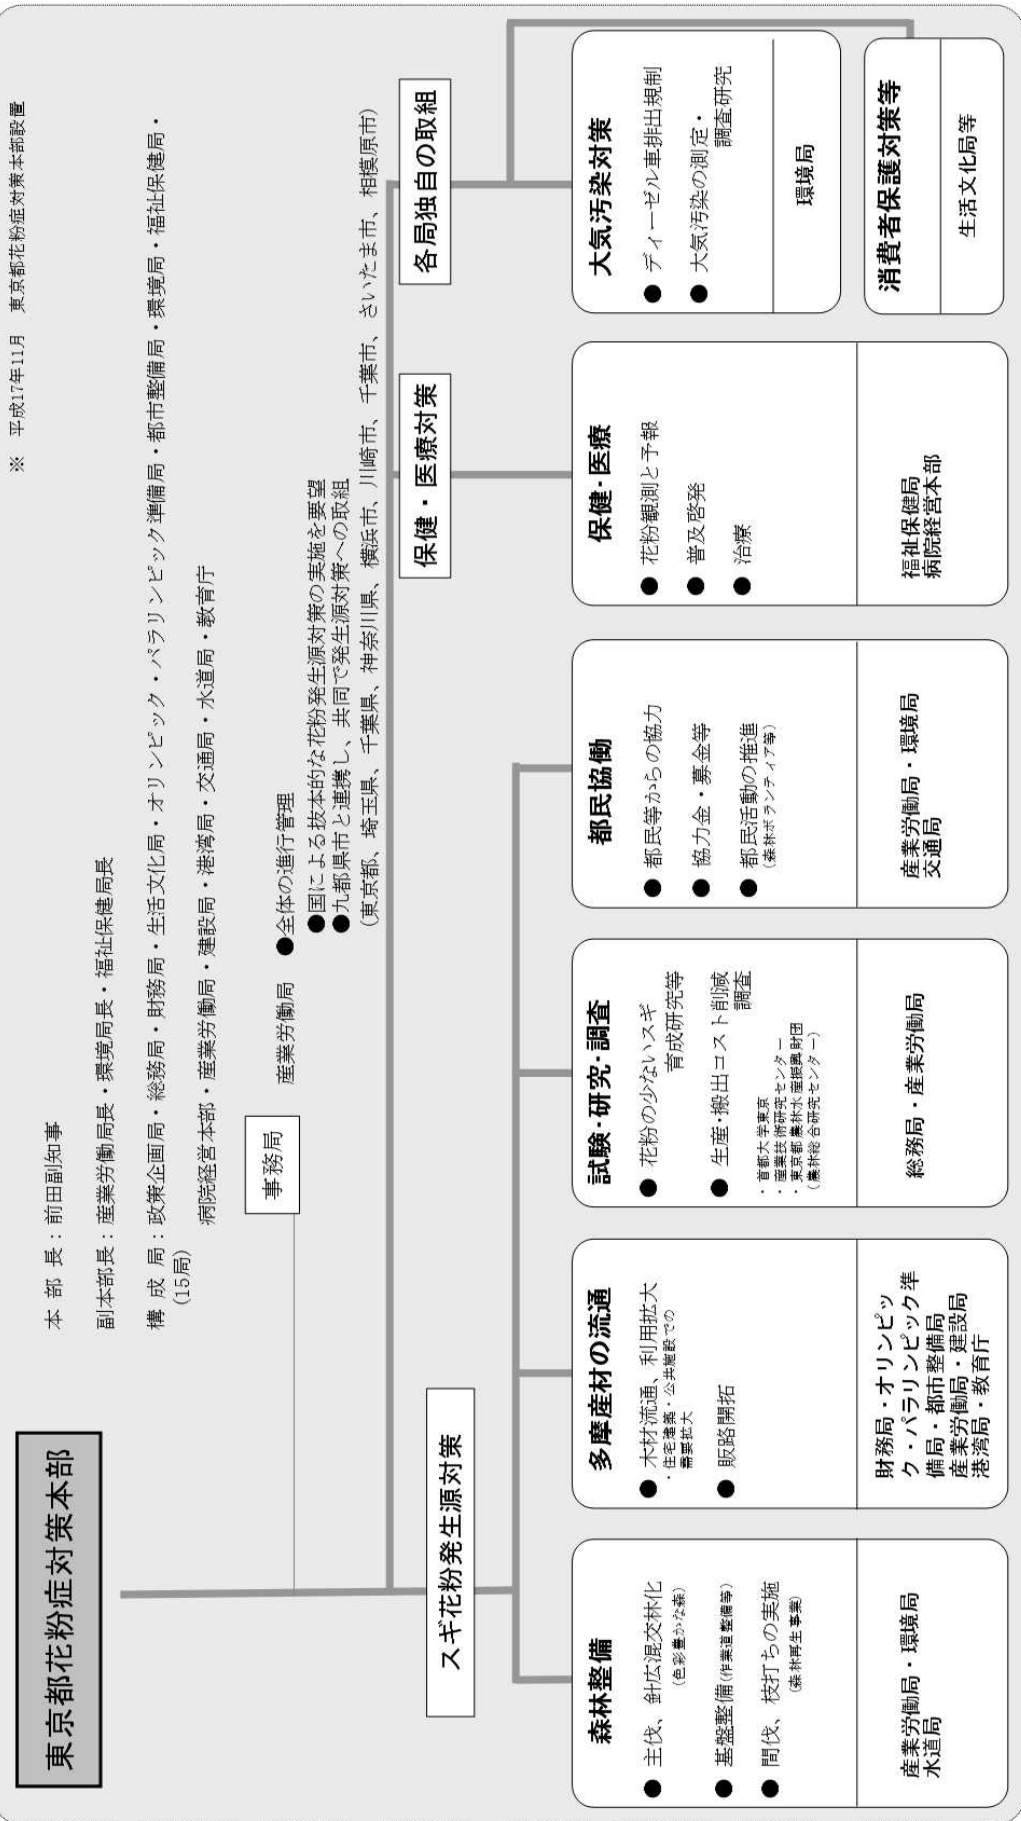 ※　平成17年11月　東京都花粉症対策本部設置
東京都花粉症対策本部
本 部 長：前田副知事
副本部長：産業労働局長・環境局長・福祉保健局長
構 成 局：政策企画局・総務局・財務局・生活文化局・オリンピック・パラリンピック準備局・都市整備局・環境局・福祉保健局・
(15局)
病院経営本部・産業労働局・建設局・港湾局・交通局・水道局・教育庁
事務局
産業労働局
●全体の進行管理
●国による抜本的な花粉発生源対策の実施を要望
●九都県市と連携し、共同で発生源対策への取組
(東京都、埼玉県、千葉県、神奈川県、横浜市、川崎市、千葉市、さいたま市、相模原市)
スギ花粉発生源対策
保健・医療対策
各局独自の取組
森林整備
● 主伐、針広混交林化
(色彩豊かな森)
● 基盤整備(作業道整備等)
● 間伐、枝打ちの実施
(森林再生事業)
産業労働局・環境局
水道局
多摩産材の流通
● 木材流通、利用拡大
・住宅建築・公共施設での
需要拡大
● 販路開拓
財務局・オリンピッ
ク・パラリンピック準
備局・都市整備局
産業労働局・建設局
港湾局・教育庁
試験・研究・調査
● 花粉の少ないスギ
育成研究等
● 生産・搬出コスト削減
調査
・首都大学東京
・産業技術研究センター
・東京都農林水産振興財団
(農林総合研究センター)
総務局・産業労働局
都民協働
● 都民等からの協力
● 協力金・募金等
● 都民活動の推進
(森林ボランティア等)
産業労働局・環境局
交通局
保健・医療
● 花粉観測と予報
● 普及啓発
● 治療
福祉保健局
病院経営本部
大気汚染対策
● ディーゼル車排出規制
● 大気汚染の測定・
調査研究
環境局
消費者保護対策等
生活文化局等